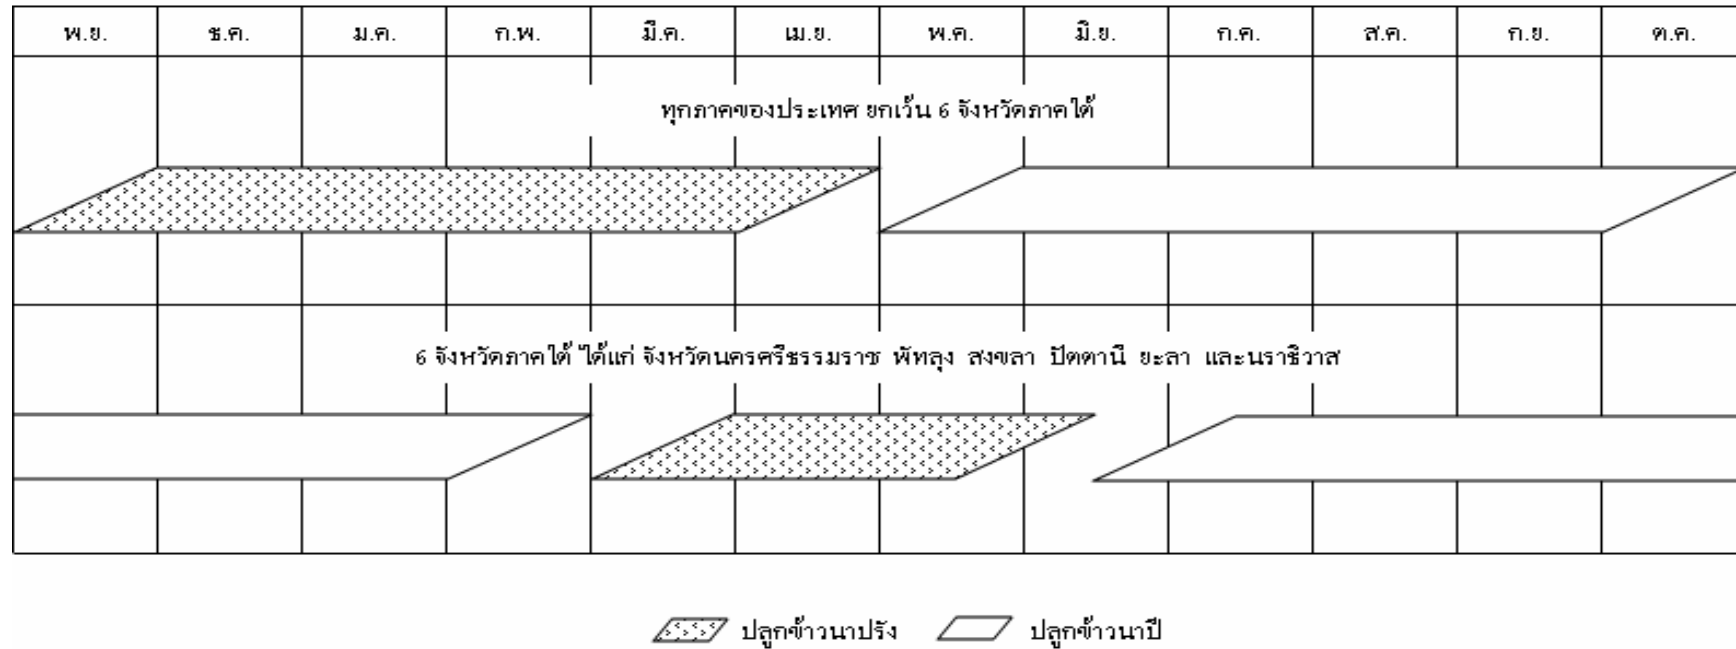 พ.ย. ธ.ค. ม.ค. ก.พ. มี.ค. เม.ย. พ.ค. มิ.ย. ก.ค. ส.ค. ก.ย. ต.ค.
ทุกภาคของประเทศ ยกเว้น 6 จังหวัดภาคใต้
6 จังหวัดภาคใต้ ได้แก่ จังหวัดนครศรีธรรมราช พัทลุง สงขลา ปัตตานี ยะลา และนราธิวาส
ปลูกข้าวนาปรัง ปลูกข้าวนาปี